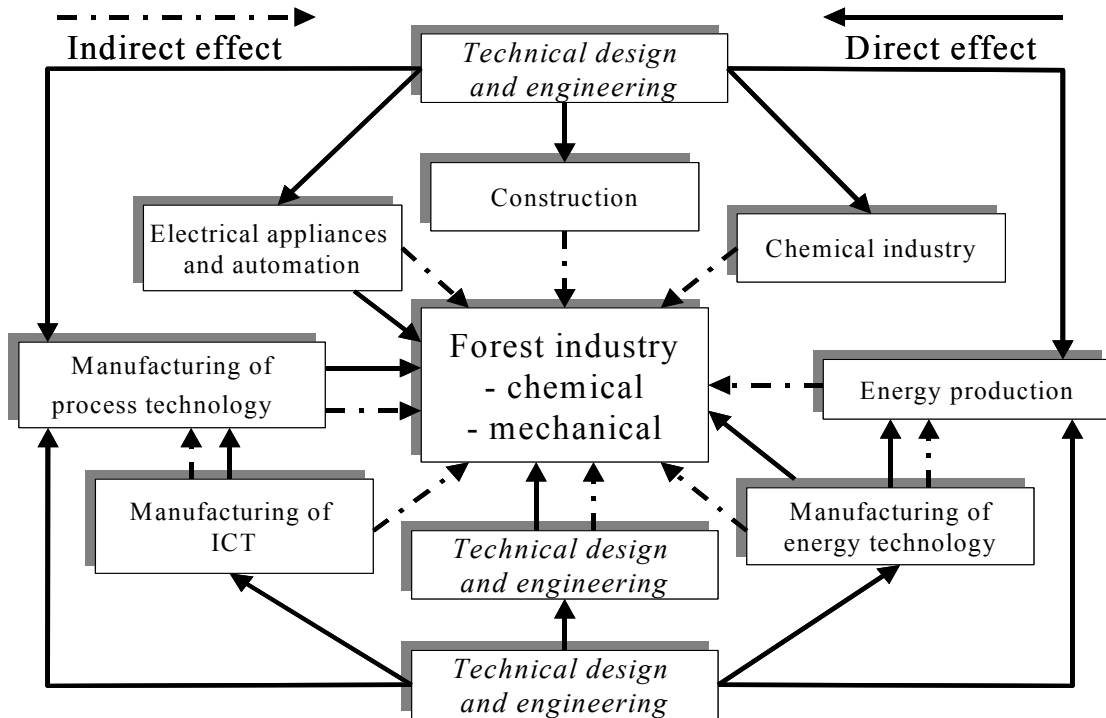 Indirect effect
Direct effect
Technical design
and engineering
Construction
Electrical appliances
and automation
Chemical industry
Forest industry
- chemical
- mechanical
Manufacturing of
process technology
Energy production
Manufacturing of
ICT
Technical design
and engineering
Manufacturing of
energy technology
Technical design
and engineering